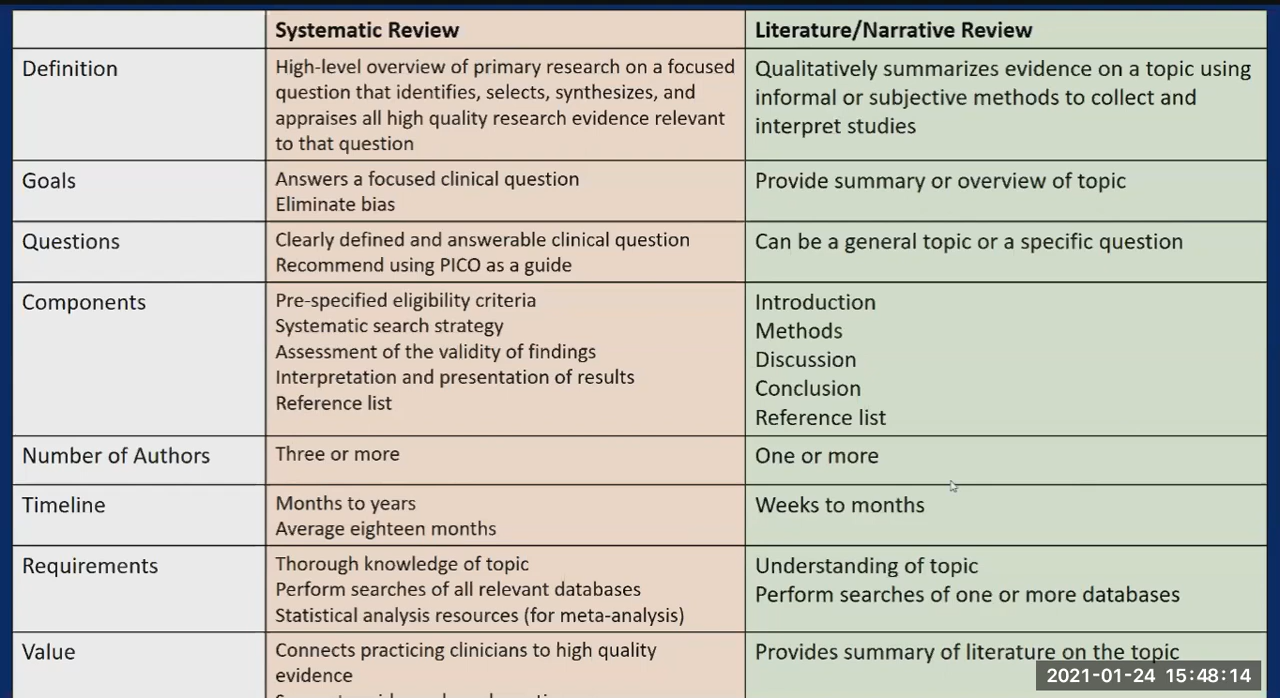 Systematic Review
Literature/Narrative Review
Definition
High-level overview of primary research on a focused
question that identifies, selects, synthesizes, and
appraises all high quality research evidence relevant
to that question
Qualitatively summarizes evidence on a topic using
informal or subjective methods to collect and
interpret studies
Goals
Answers a focused clinical question
Eliminate bias
Provide summary or overview of topic
Questions
Clearly defined and answerable clinical question
Recommend using PICO as a guide
Can be a general topic or a specific question
Components
Pre-specified eligibility criteria
Systematic search strategy
Assessment of the validity of findings
Interpretation and presentation of results
Reference list
Introduction
Methods
Discussion
Conclusion
Reference list
Number of Authors
Three or more
One or more
Timeline
Months to years
Average eighteen months
Weeks to months
Requirements
Thorough knowledge of topic
Perform searches of all relevant databases
Statistical analysis resources (for meta-analysis)
Understanding of topic
Perform searches of one or more databases
Value
Connects practicing clinicians to high quality
evidence
Provides summary of literature on the topic
2021-01-24 15:48:14